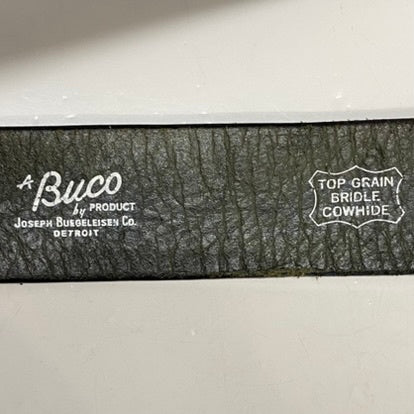 A Buco
by PRODUCT
JOSEPH BUEGELEISEN CO.
DETROIT
TOP GRAIN
BRIDLE
COWHIDE